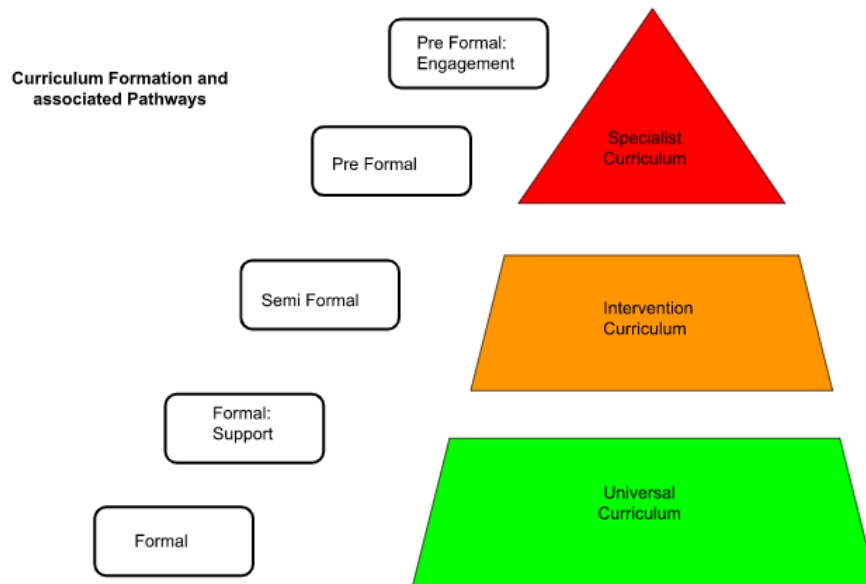 Curriculum Formation and
associated Pathways
Pre Formal:
Engagement
Pre Formal
Specialist
Curriculum
Semi Formal
Intervention
Curriculum
Formal:
Support
Formal
Universal
Curriculum